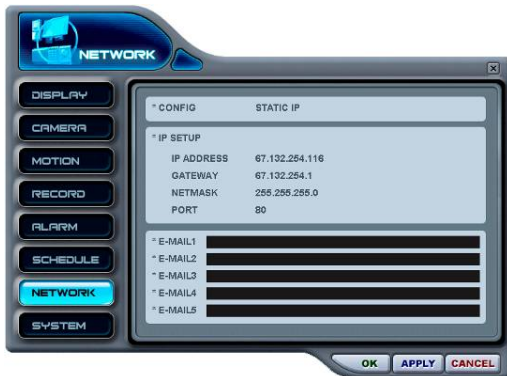 NETWORK
DISPLAY
CAMERA
MOTION
RECORD
ALARM
SCHEDULE
NETWORK
SYSTEM
* CONFIG STATIC IP
* IP SETUP
IP ADDRESS 67.132.254.116
GATEWAY 67.132.254.1
NETMASK 255.255.255.0
PORT 80
* E-MAIL1
* E-MAIL2
* E-MAIL3
* E-MAIL4
* E-MAIL5
OK APPLY CANCEL